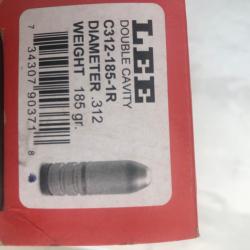 LEE
DOUBLE CAVITY
C312-185-1R
DIAMETER .312
WEIGHT 185 gr.
7 34307 90371 8